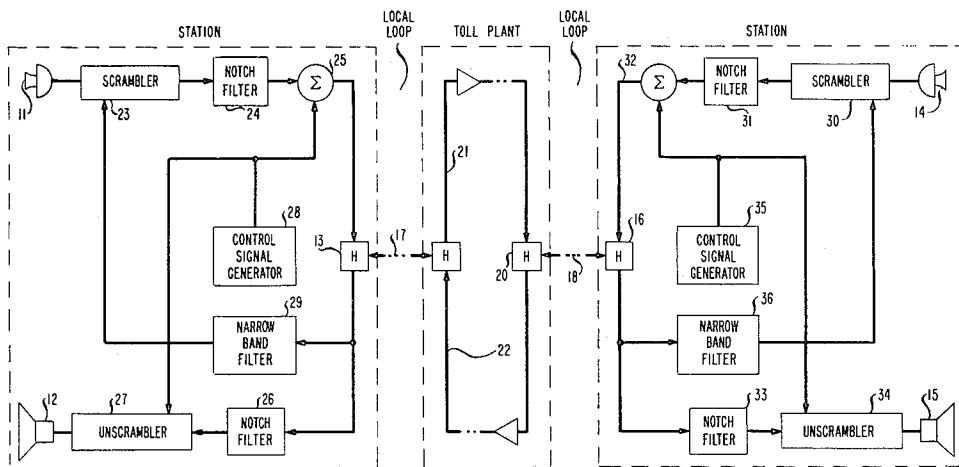 STATION
LOCAL
LOOP
TOLL PLANT
LOCAL
LOOP
STATION
11
SCRAMBLER
23
NOTCH
FILTER
24
Σ
25
21
32
Σ
NOTCH
FILTER
31
SCRAMBLER
30
14
28
CONTROL
SIGNAL
GENERATOR
13
H
17
H
H
20
18
16
H
35
CONTROL
SIGNAL
GENERATOR
29
NARROW
BAND
FILTER
22
36
NARROW
BAND
FILTER
12
27
UNSCRAMBLER
26
NOTCH
FILTER
33
NOTCH
FILTER
34
UNSCRAMBLER
15